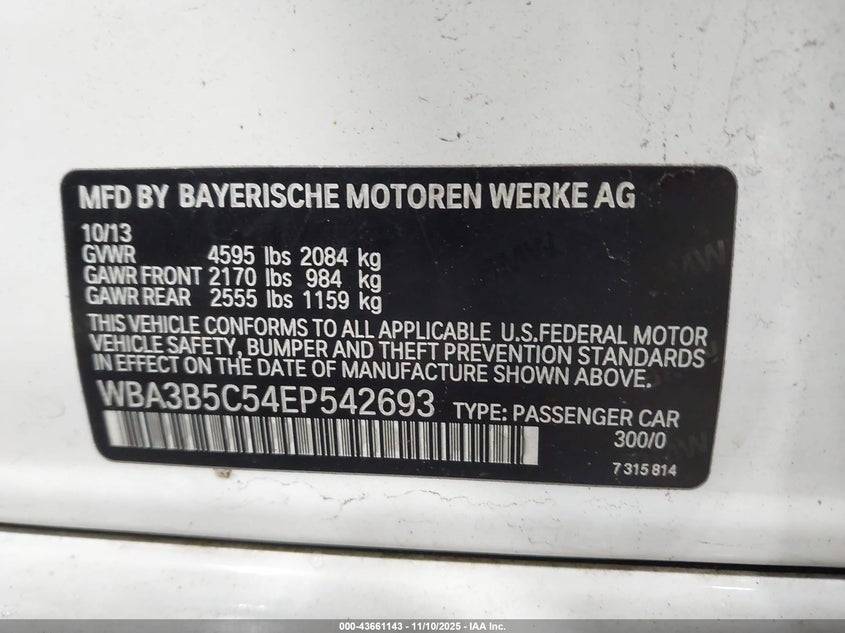 MFD BY BAYERISCHE MOTOREN WERKE AG
10/13
GVWR 4595 lbs 2084 kg
GAWR FRONT 2170 lbs 984 kg
GAWR REAR 2555 lbs 1159 kg
THIS VEHICLE CONFORMS TO ALL APPLICABLE U.S.FEDERAL MOTOR
VEHICLE SAFETY, BUMPER AND THEFT PREVENTION STANDARDS
IN EFFECT ON THE DATE OF MANUFACTURE SHOWN ABOVE.
WBA3B5C54EP542693 TYPE: PASSENGER CAR
300/0
7 315 814
000-43661143 - 11/10/2025 - IAA Inc.